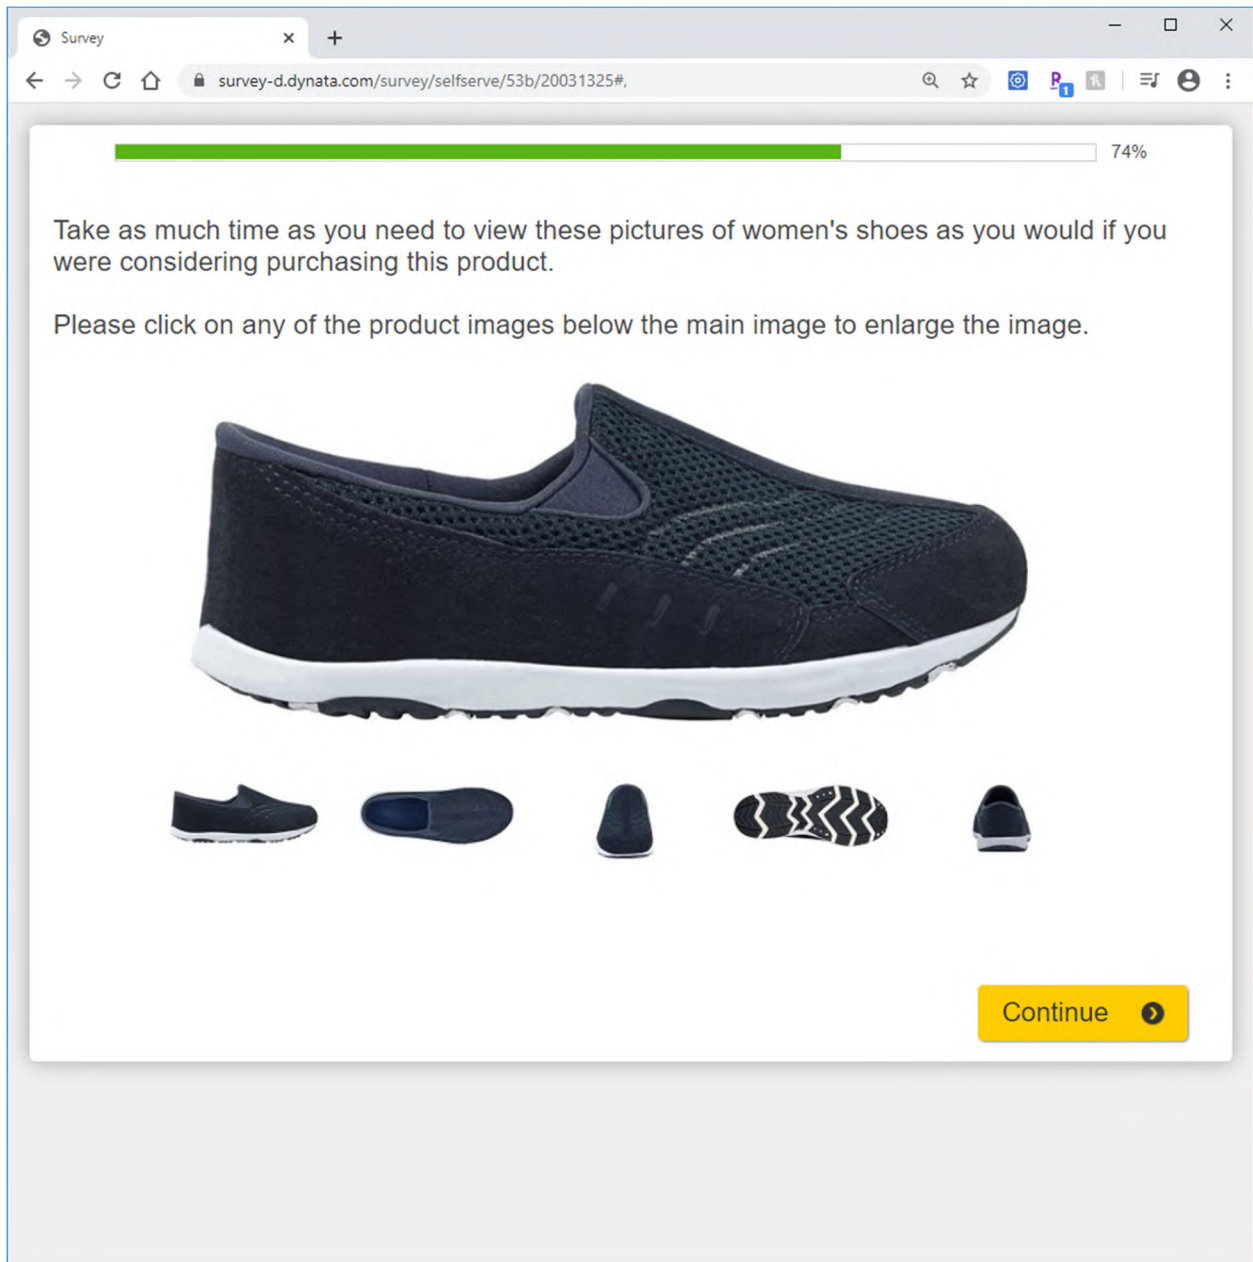 Survey
survey-d.dynata.com/survey/selfserve/53b/20031325#,
R
1
74%
Take as much time as you need to view these pictures of women's shoes as you would if you
were considering purchasing this product.
Please click on any of the product images below the main image to enlarge the image.
Continue